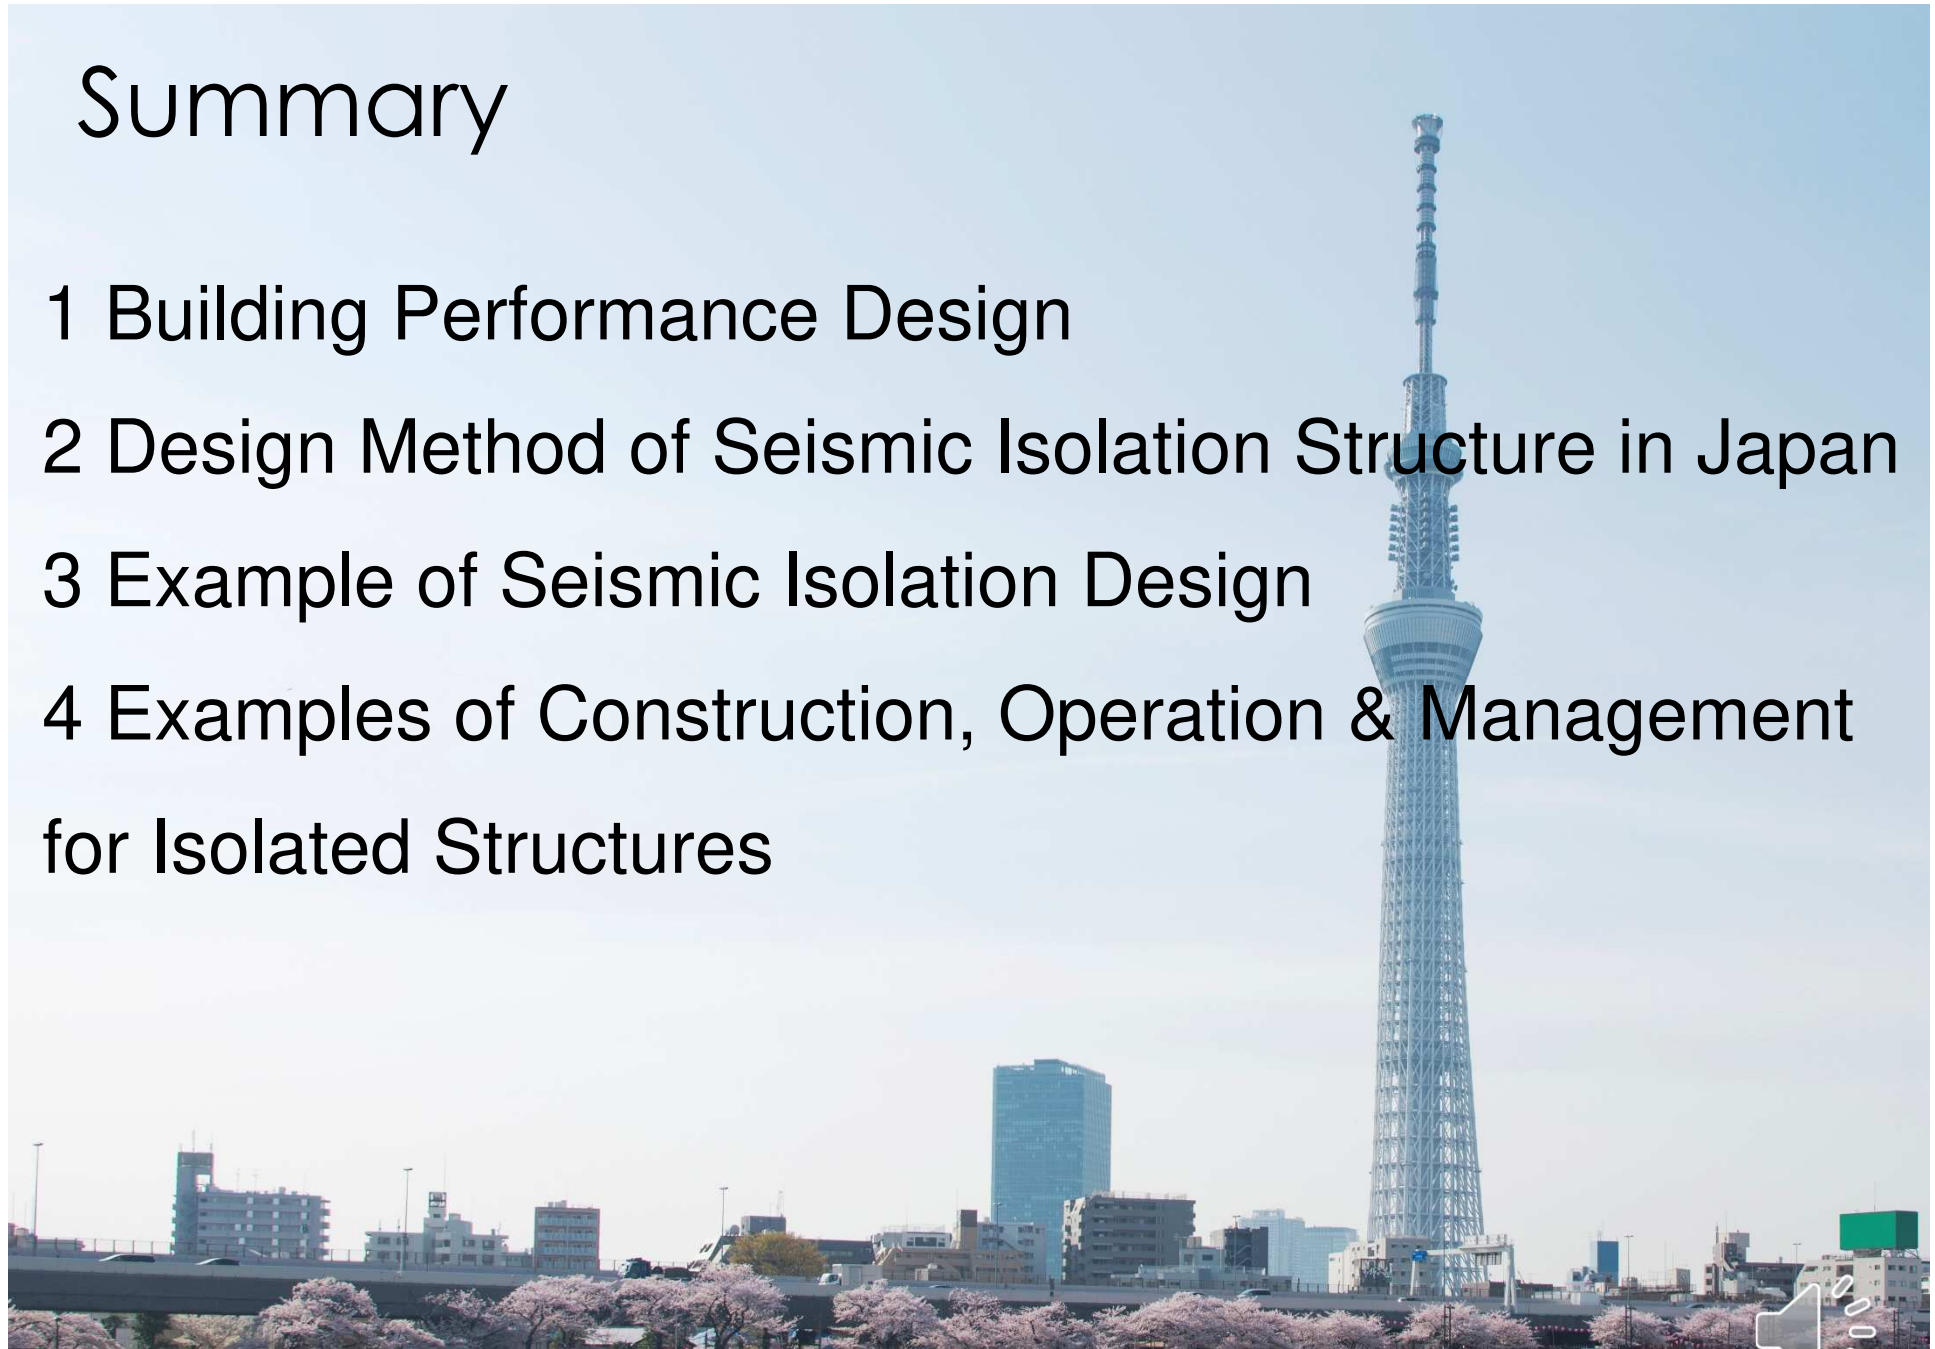 Summary
1 Building Performance Design
2 Design Method of Seismic Isolation Structure in Japan
3 Example of Seismic Isolation Design
4 Examples of Construction, Operation & Management
for Isolated Structures